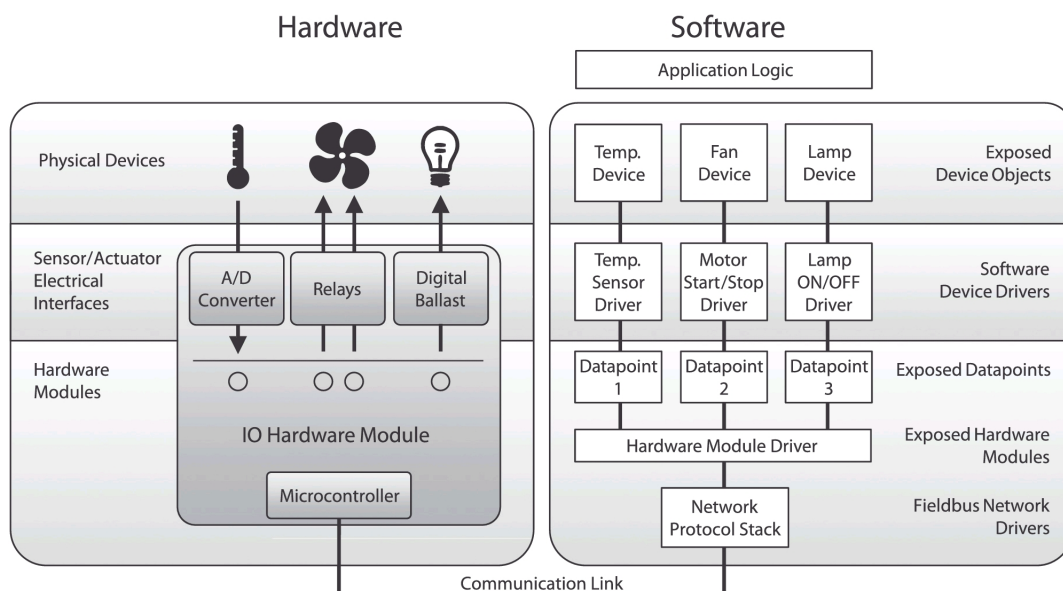 Hardware
Software
Application Logic
Physical Devices
Temp.
Device
Fan
Device
Lamp
Device
Exposed
Device Objects
Sensor/Actuator
Electrical
Interfaces
A/D
Converter
Relays
Digital
Ballast
Temp.
Sensor
Driver
Motor
Start/Stop
Driver
Lamp
ON/OFF
Driver
Software
Device Drivers
Hardware
Modules
IO Hardware Module
Microcontroller
Datapoint
1
Datapoint
2
Datapoint
3
Exposed Datapoints
Hardware Module Driver
Exposed Hardware
Modules
Network
Protocol Stack
Fieldbus Network
Drivers
Communication Link